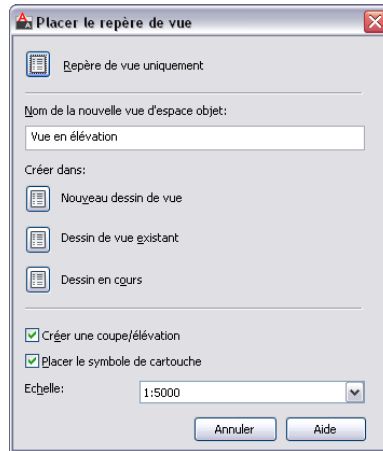 Placer le repère de vue
Repère de vue uniquement
Nom de la nouvelle vue d'espace objet:
Vue en élévation
Créer dans:
Nouveau dessin de vue
Dessin de vue existant
Dessin en cours
Créer une coupe/élévation
Placer le symbole de cartouche
Echelle:
1:5000
Annuler
Aide